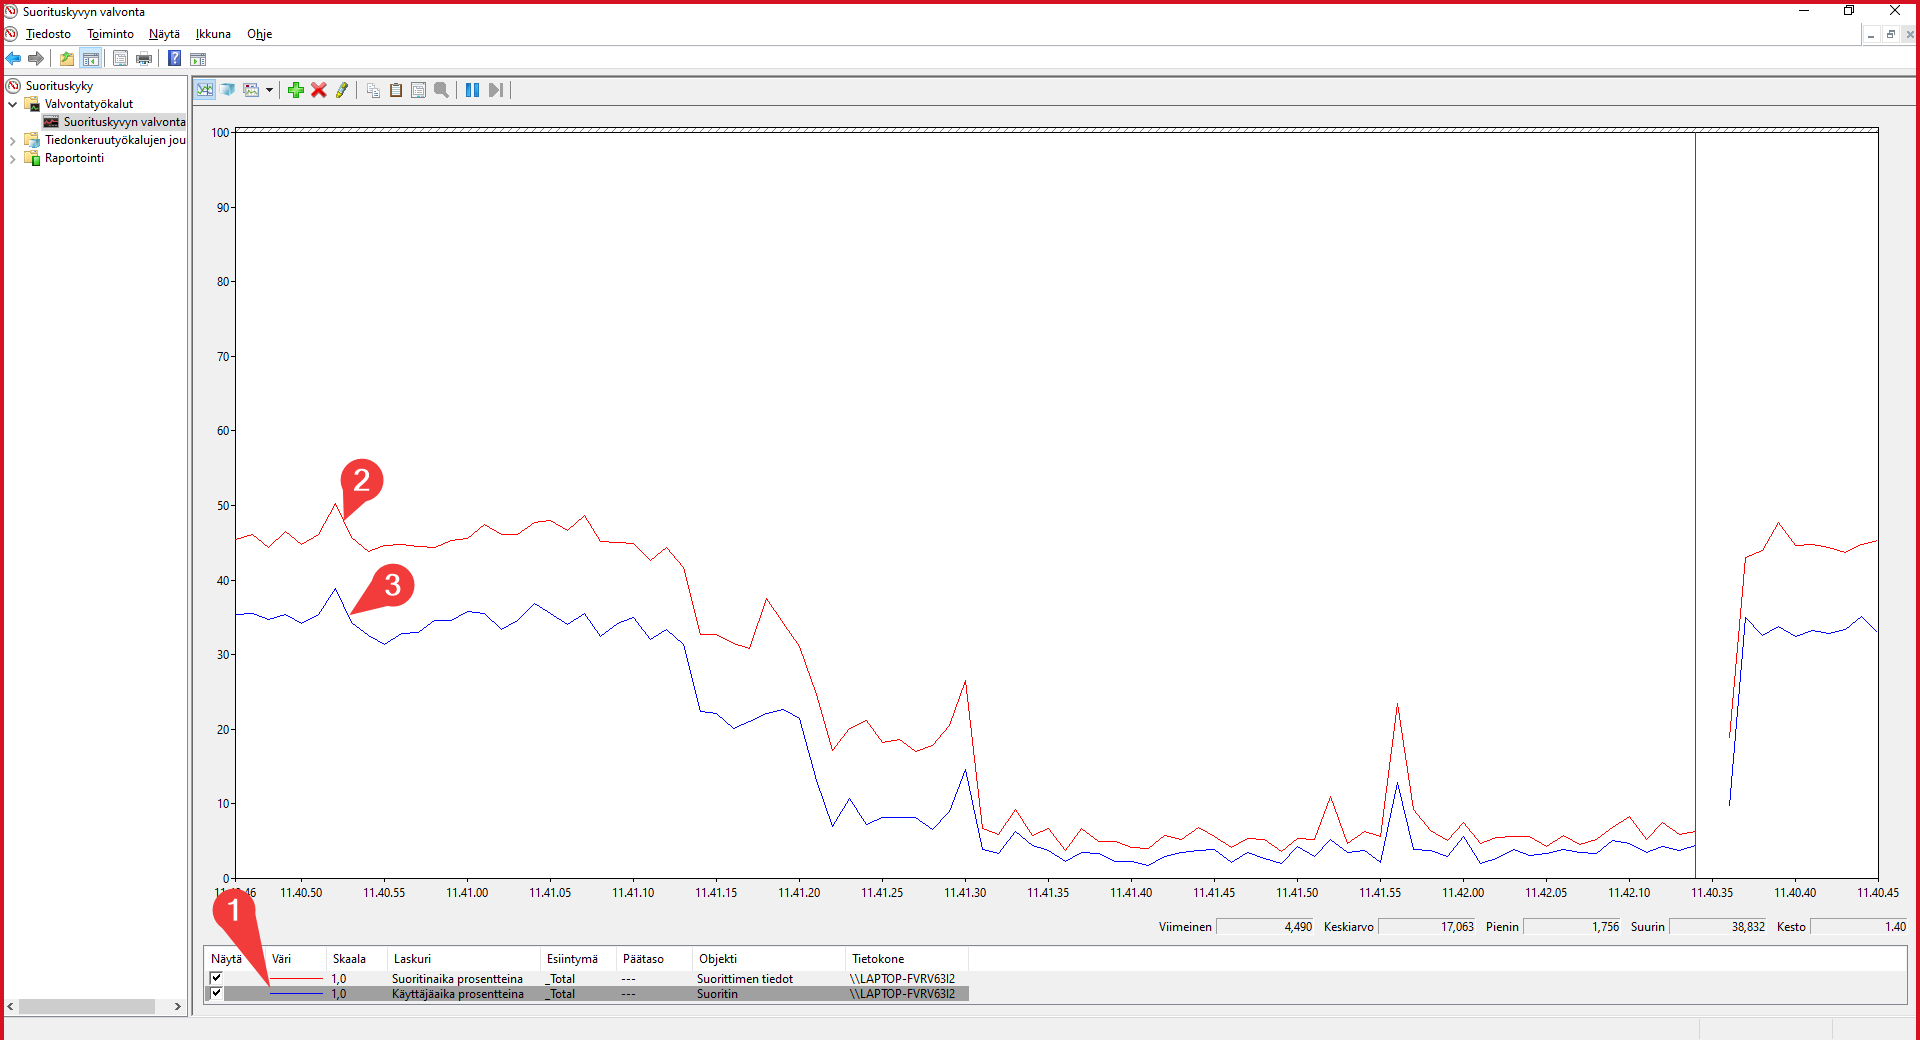 Suorituskyvyn valvonta
Tiedosto Toiminto Näytä Ikkuna Ohje
Suorituskyky
Valvontatyökalut
Suorituskyvyn valvonta
Tiedonkeruutyökalujen jou
Raportointi
100
90
80
70
60
50
40
30
20
10
0
2
3
1
11.40.50 11.40.55 11.41.00 11.41.05 11.41.10 11.41.15 11.41.20 11.41.25 11.41.30 11.41.35 11.41.40 11.41.45 11.41.50 11.41.55 11.42.00 11.42.05 11.42.10 11.40.35 11.40.40 11.40.45
Viimeinen 4,490 Keskiarvo 17,063 Pienin 1,756 Suurin 38,832 Kesto 1.40
Näytä Väri Skaala Laskuri Esiintymä Päätaso Objekti Tietokone
1,0 Suoritinaika prosentteina _Total --- Suorittimen tiedot \\LAPTOP-FVRV63I2
1,0 Käyttäjäaika prosentteina _Total --- Suoritin \\LAPTOP-FVRV63I2